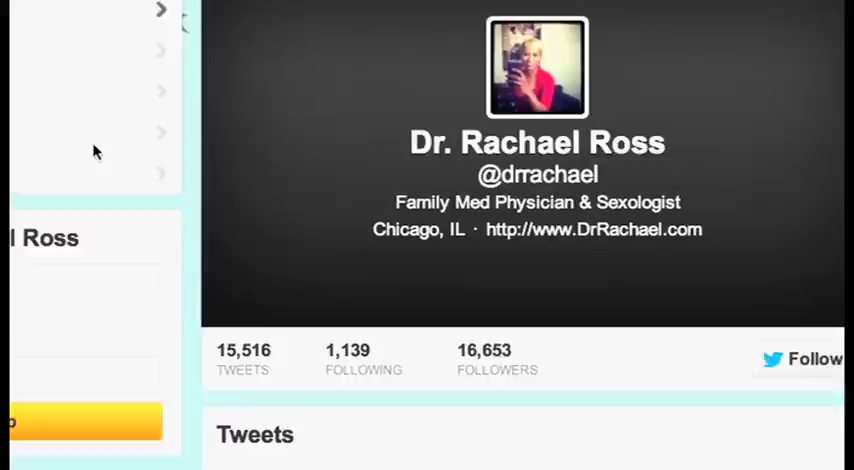 Dr. Rachael Ross
@drrachael
Family Med Physician & Sexologist
Chicago, IL · http://www.DrRachael.com
l Ross
15,516
TWEETS
1,139
FOLLOWING
16,653
FOLLOWERS
Follow
Tweets